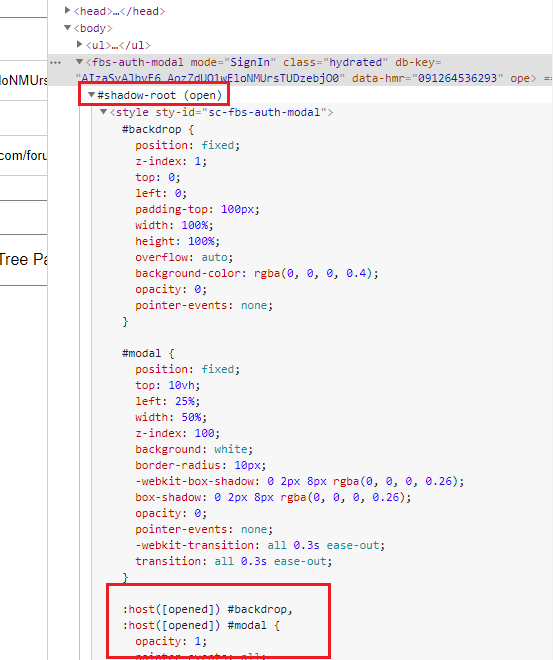 <head>…</head>
<body>
<ul>…</ul>
<fbs-auth-modal mode="SignIn" class="hydrated" db-key=
data-hmr="091264536293" ope> ==
oNMUrs
#shadow-root (open)
<style sty-id="sc-fbs-auth-modal">
#backdrop {
position: fixed;
com/foru
z-index: 1;
top: 0;
left: 0;
padding-top: 100px;
width: 100%;
height: 100%;
Tree Pa
overflow: auto;
background-color: rgba(0, 0, 0, 0.4);
opacity: 0;
pointer-events: none;
}
#modal {
position: fixed;
top: 10vh;
left: 25%;
width: 50%;
z-index: 100;
background: white;
border-radius: 10px;
-webkit-box-shadow: 0 2px 8px rgba(0, 0, 0, 0.26);
box-shadow: 0 2px 8px rgba(0, 0, 0, 0.26);
opacity: 0;
pointer-events: none;
-webkit-transition: all 0.3s ease-out;
transition: all 0.3s ease-out;
}
:host([opened]) #backdrop,
:host([opened]) #modal {
opacity: 1;
pointer-events: all;